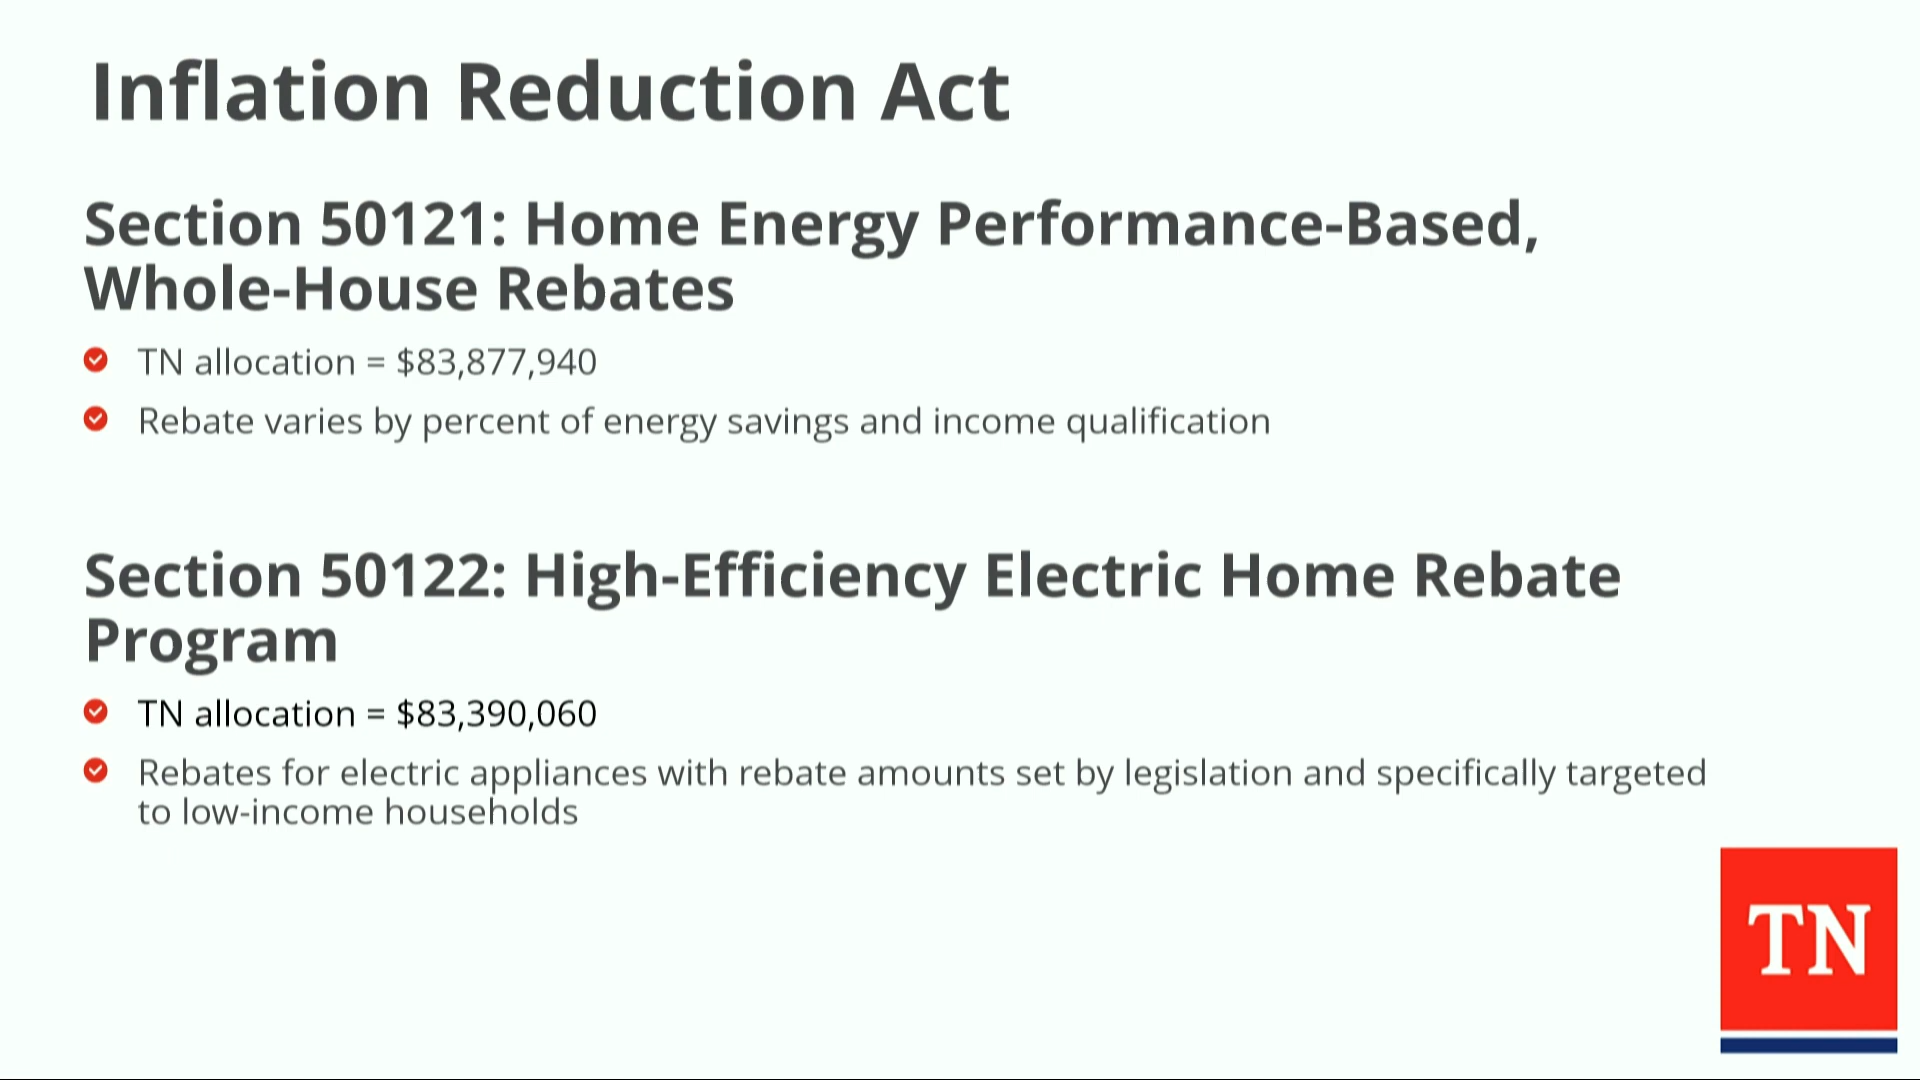 Inflation Reduction Act
Section 50121: Home Energy Performance-Based,
Whole-House Rebates
TN allocation = $83,877,940
Rebate varies by percent of energy savings and income qualification
Section 50122: High-Efficiency Electric Home Rebate
Program
TN allocation = $83,390,060
Rebates for electric appliances with rebate amounts set by legislation and specifically targeted
to low-income households
TN